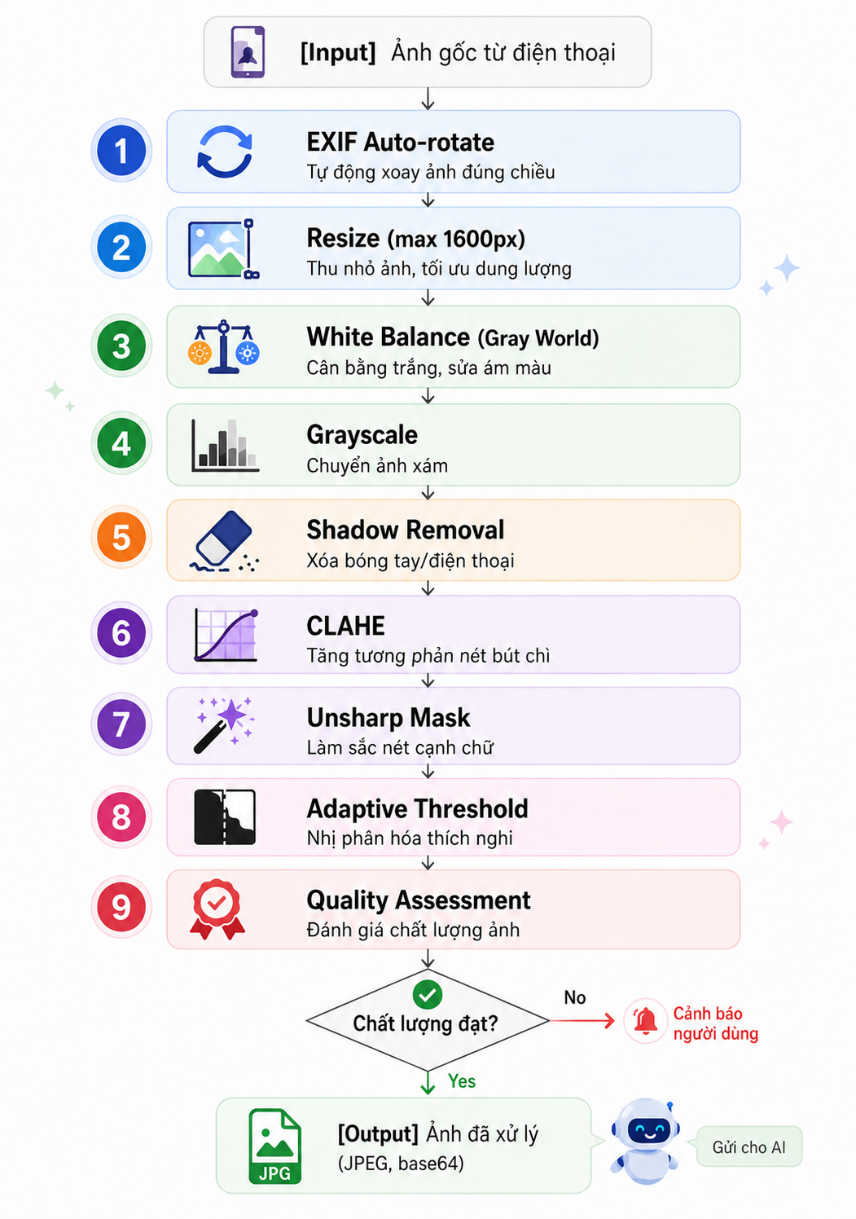 [Input] Ảnh gốc từ điện thoại
1
EXIF Auto-rotate
Tự động xoay ảnh đúng chiều
2
Resize (max 1600px)
Thu nhỏ ảnh, tối ưu dung lượng
3
White Balance (Gray World)
Cân bằng trắng, sửa ám màu
4
Grayscale
Chuyển ảnh xám
5
Shadow Removal
Xóa bóng tay/điện thoại
6
CLAHE
Tăng tương phản nét bút chì
7
Unsharp Mask
Làm sắc nét cạnh chữ
8
Adaptive Threshold
Nhị phân hóa thích nghi
9
Quality Assessment
Đánh giá chất lượng ảnh
Chất lượng đạt?
No
Cảnh báo
người dùng
Yes
JPG
[Output] Ảnh đã xử lý
(JPEG, base64)
Gửi cho AI